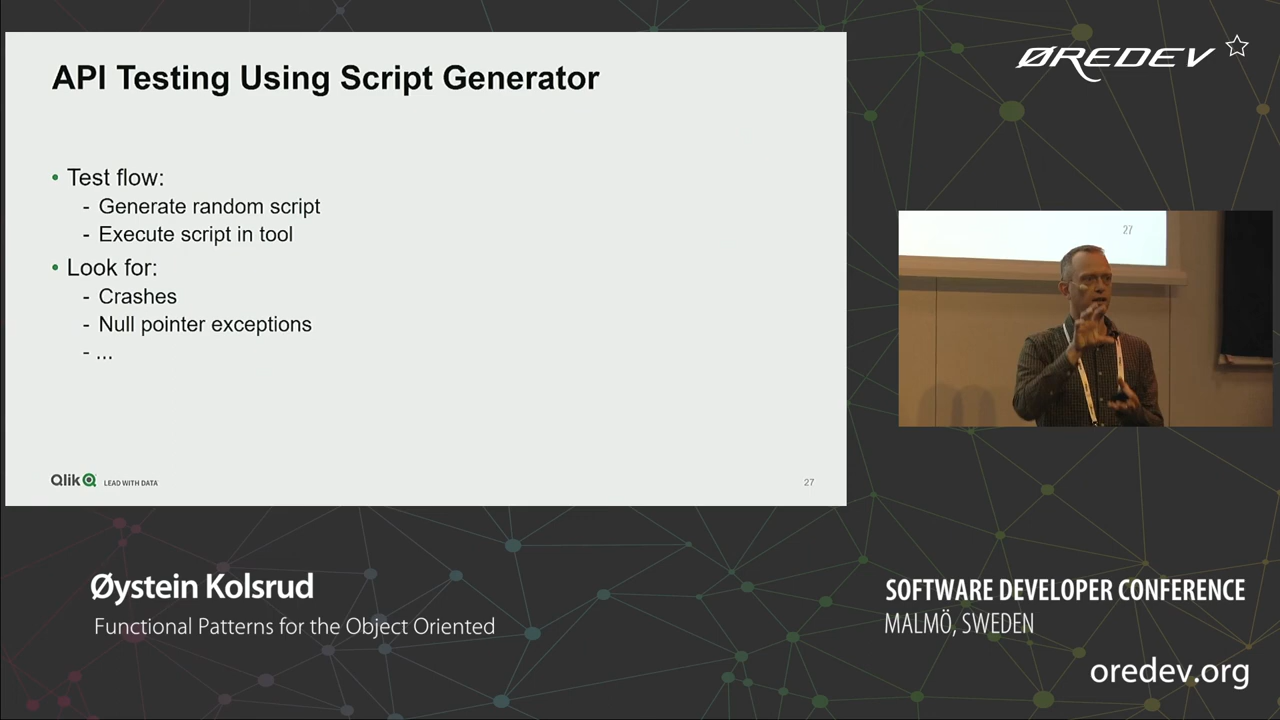 API Testing Using Script Generator
• Test flow:
- Generate random script
- Execute script in tool
• Look for:
- Crashes
- Null pointer exceptions
- ...
Qlik LEAD WITH DATA
27
ØREDEV
27
Øystein Kolsrud
Functional Patterns for the Object Oriented
SOFTWARE DEVELOPER CONFERENCE
MALMÖ, SWEDEN
oredev.org